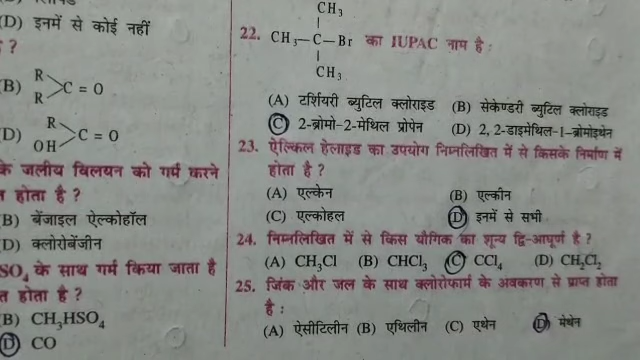 (D) इनमें से कोई नहीं
?
(B) R
R >C = O
(D) R
OH >C = O
के जलीय विलयन को गर्म करने
होता है ?
(B) बेंजाइल ऐल्कोहॉल
(D) क्लोरोबेंजीन
SO₄ के साथ गर्म किया जाता है
त होता है ?
(B) CH₃HSO₄
(D) CO
CH₃
|
22. CH₃—C—Br का IUPAC नाम है :
|
CH₃
(A) टर्शियरी ब्युटिल क्लोराइड (B) सेकेण्डरी ब्युटिल क्लोराइड
(C) 2-ब्रोमो-2-मेथिल प्रोपेन (D) 2, 2-डाइमेथिल-1-ब्रोमोइथेन
23. ऐल्किल हेलाइड का उपयोग निम्नलिखित में से किसके निर्माण में
होता है ?
(A) एल्केन (B) एल्कीन
(C) एल्कोहल (D) इनमें से सभी
24. निम्नलिखित में से किस यौगिक का शून्य द्वि-आघूर्ण है ?
(A) CH₃Cl (B) CHCl₃ (C) CCl₄ (D) CH₂Cl₂
25. जिंक और जल के साथ क्लोरोफार्म के अवकरण से प्राप्त होता
है :
(A) ऐसीटिलीन (B) एथिलीन (C) एथेन (D) मेथेन